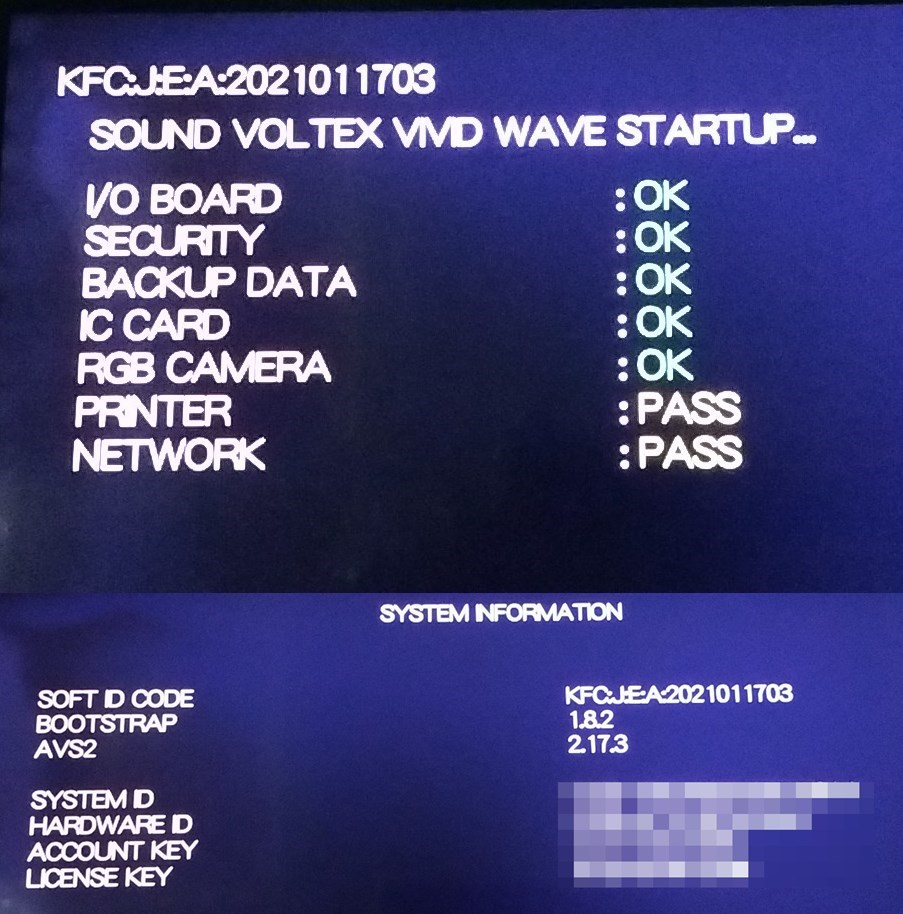 KFC:J:E:A:2021011703
SOUND VOLTEX VIVID WAVE STARTUP...
I/O BOARD :OK
SECURITY :OK
BACKUP DATA :OK
IC CARD :OK
RGB CAMERA :OK
PRINTER :PASS
NETWORK :PASS
SYSTEM INFORMATION
SOFT ID CODE KFC:J:E:A:2021011703
BOOTSTRAP 1.8.2
AVS2 2.17.3
SYSTEM ID
HARDWARE ID
ACCOUNT KEY
LICENSE KEY